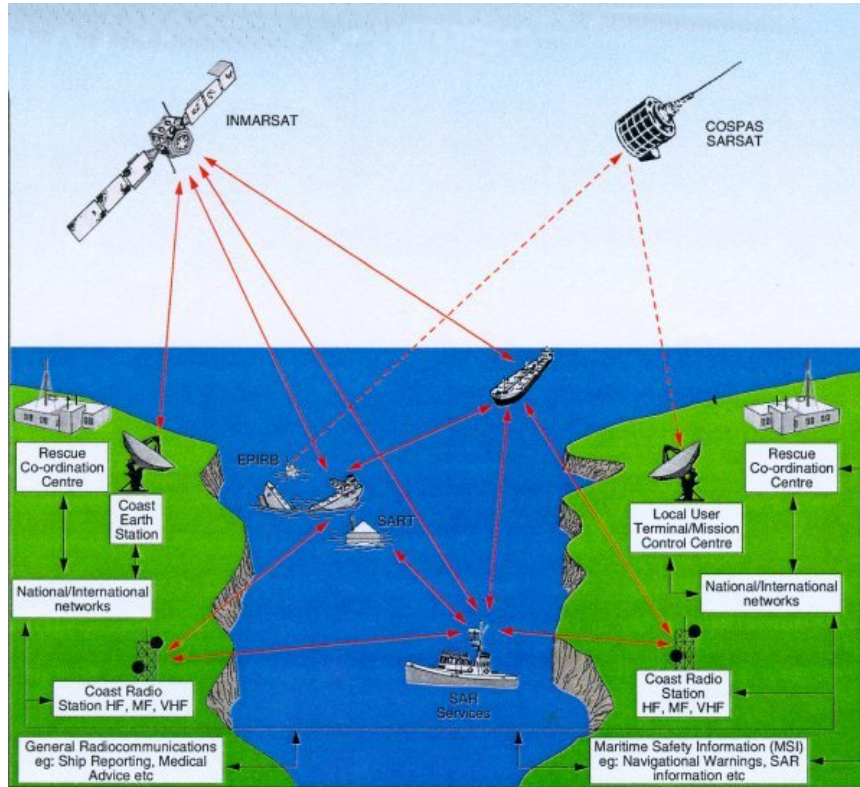 INMARSAT
COSPAS
SARSAT
Rescue
Co-ordination
Centre
EPIRB
Rescue
Co-ordination
Centre
Coast
Earth
Station
SART
Local User
Terminal/Mission
Control Centre
National/International
networks
National/International
networks
Coast Radio
Station HF, MF, VHF
SAR
Services
Coast Radio
Station
HF, MF, VHF
General Radiocommunications
eg: Ship Reporting, Medical
Advice etc
Maritime Safety Information (MSI)
eg: Navigational Warnings, SAR
information etc